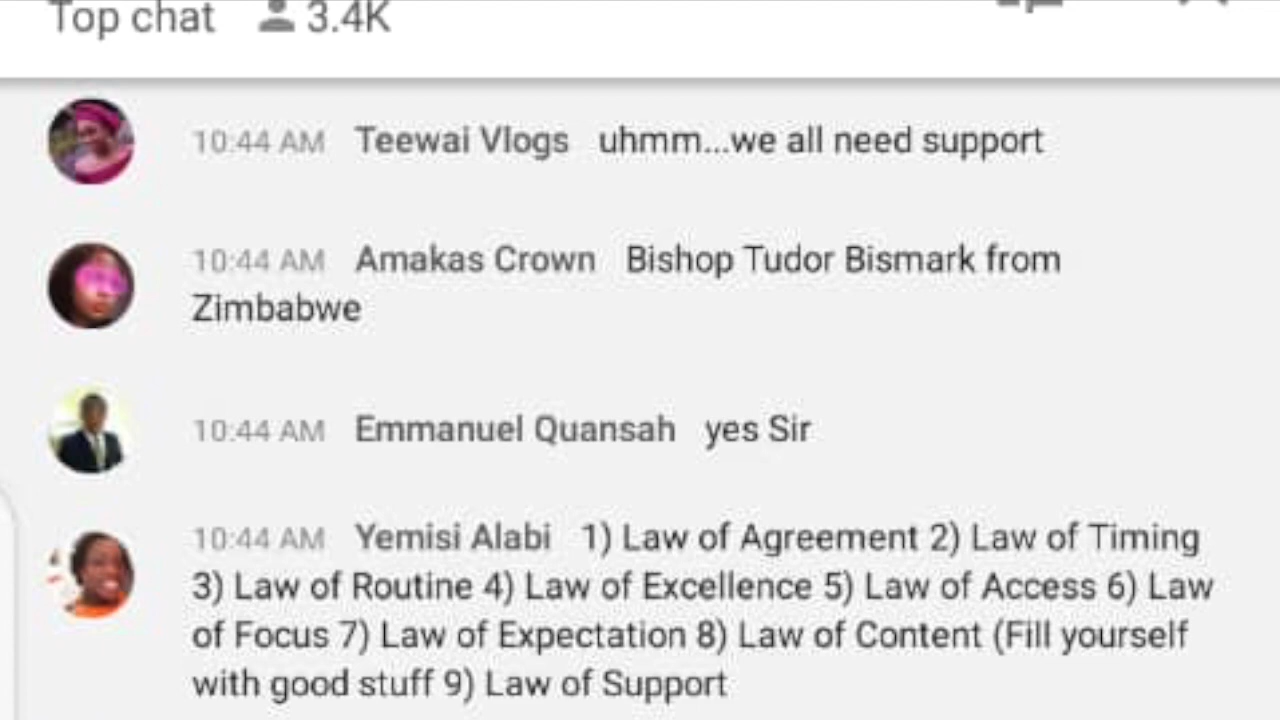 Top chat 3.4K
10:44 AM Teewai Vlogs uhmm...we all need support
10:44 AM Amakas Crown Bishop Tudor Bismark from
Zimbabwe
10:44 AM Emmanuel Quansah yes Sir
10:44 AM Yemisi Alabi 1) Law of Agreement 2) Law of Timing
3) Law of Routine 4) Law of Excellence 5) Law of Access 6) Law
of Focus 7) Law of Expectation 8) Law of Content (Fill yourself
with good stuff 9) Law of Support